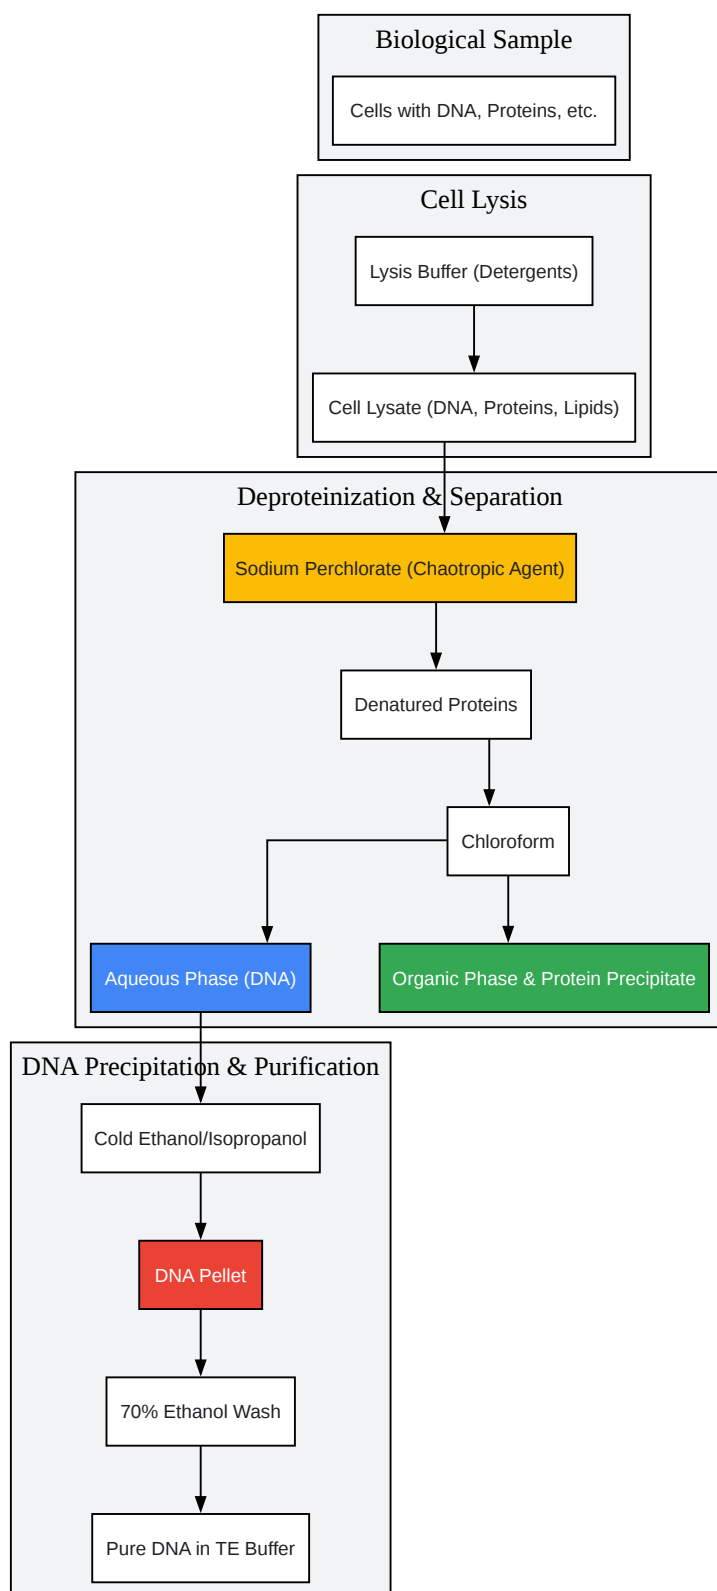 Biological Sample
Cells with DNA, Proteins, etc.
Cell Lysis
Lysis Buffer (Detergents)
Cell Lysate (DNA, Proteins, Lipids)
Deproteinization & Separation
Sodium Perchlorate (Chaotropic Agent)
Denatured Proteins
Chloroform
Aqueous Phase (DNA)
Organic Phase & Protein Precipitate
DNA Precipitation & Purification
Cold Ethanol/Isopropanol
DNA Pellet
70% Ethanol Wash
Pure DNA in TE Buffer